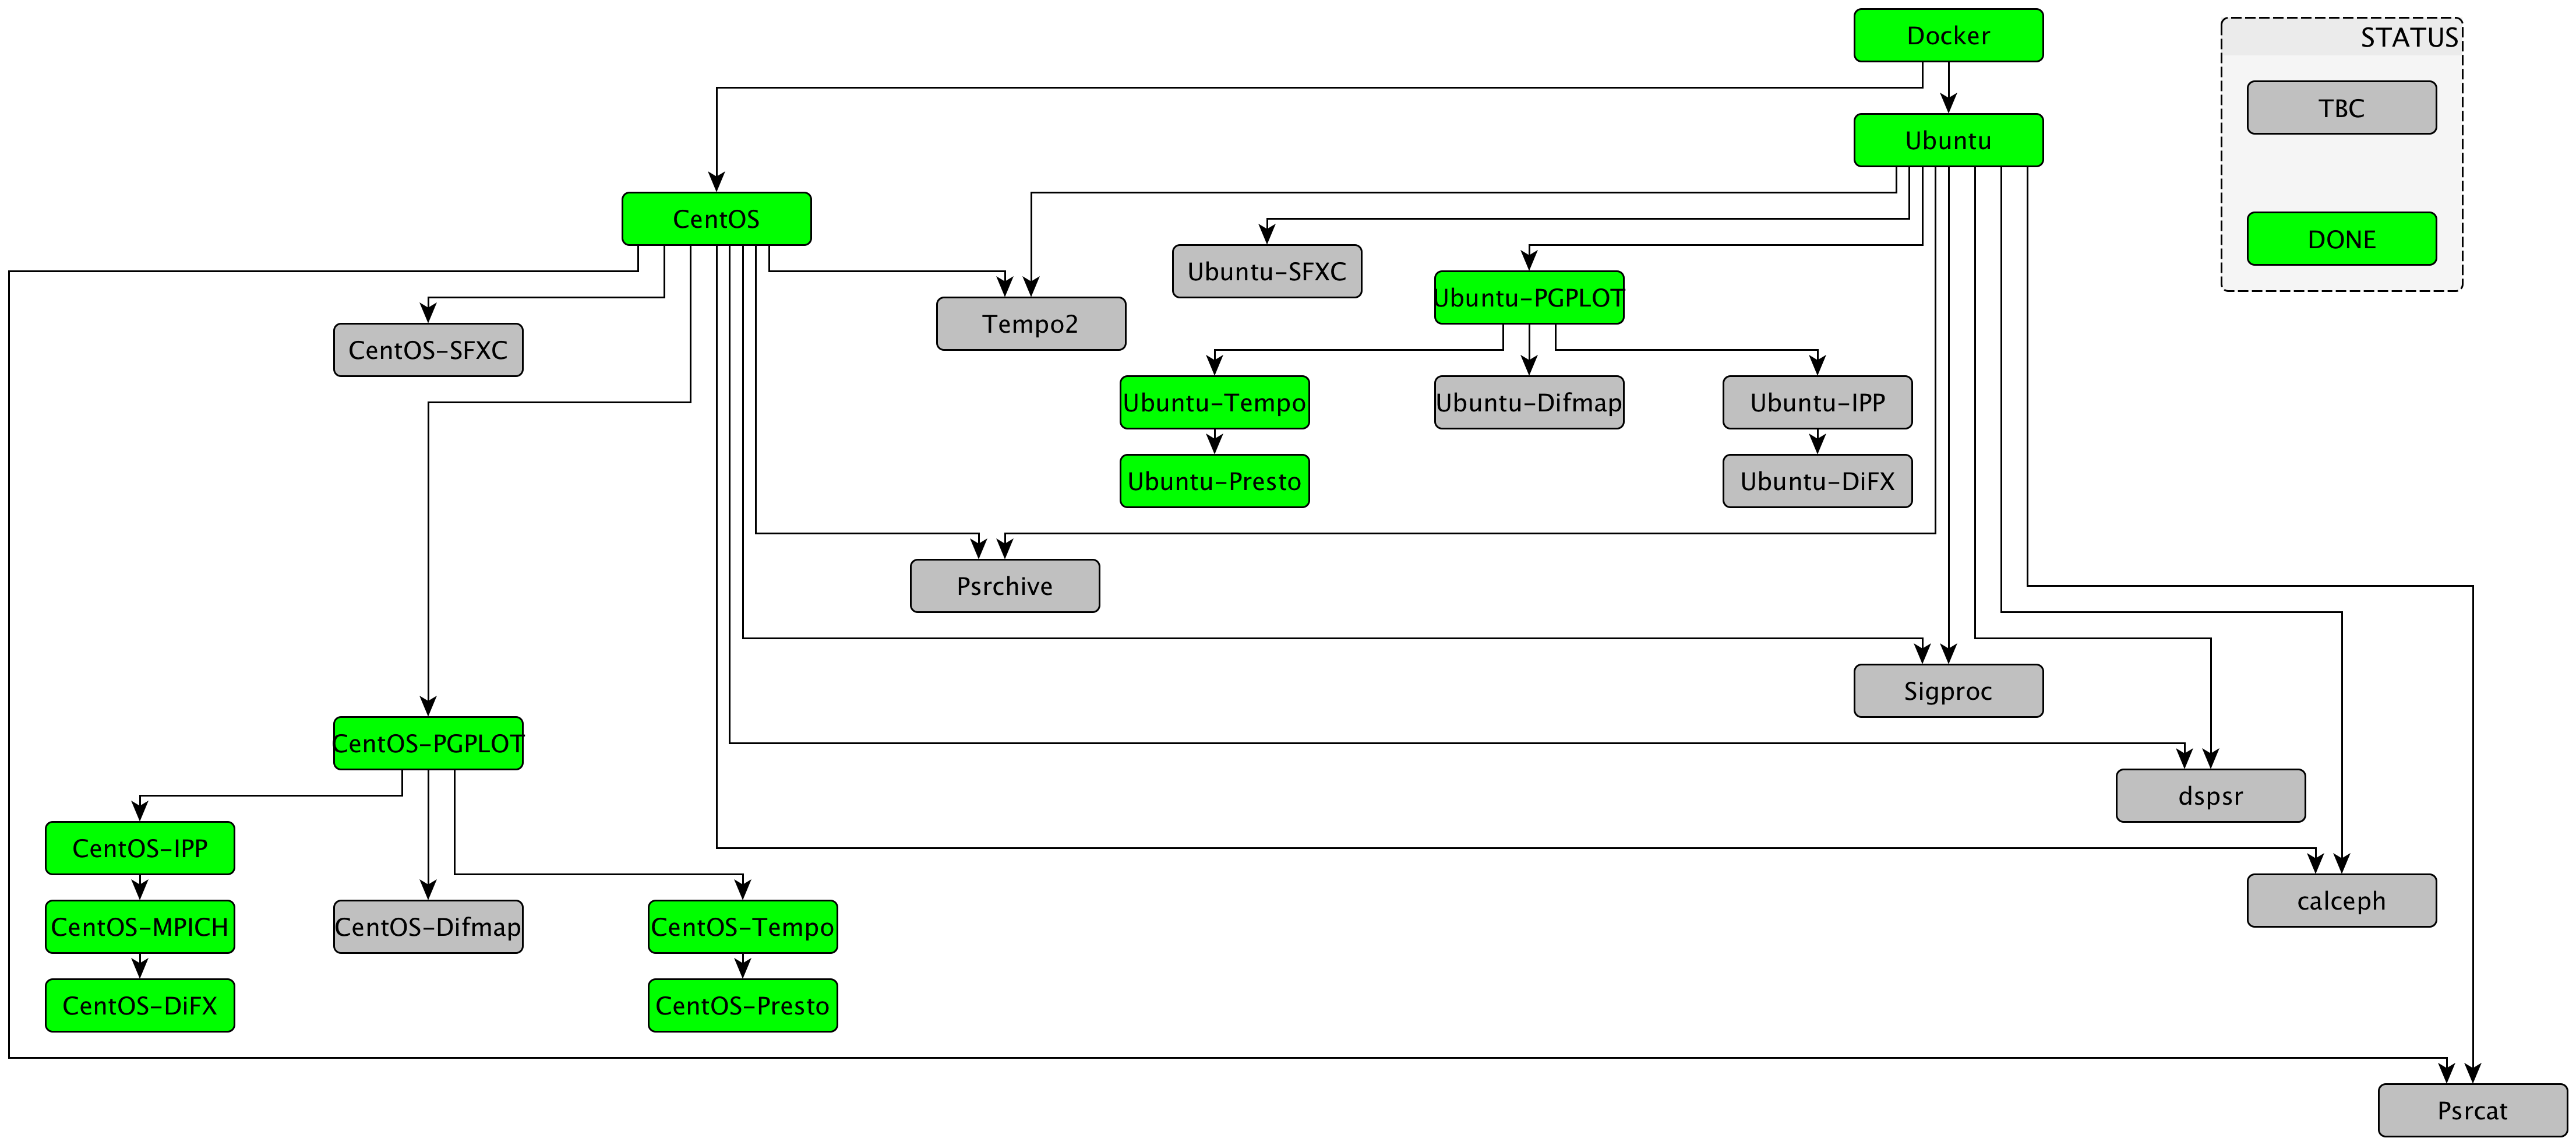 Docker
STATUS
TBC
Ubuntu
CentOS
DONE
Ubuntu-SFXC
Ubuntu-PGPLOT
Tempo2
CentOS-SFXC
Ubuntu-Tempo
Ubuntu-Difmap
Ubuntu-IPP
Ubuntu-Presto
Ubuntu-DiFX
Psrchive
Sigproc
CentOS-PGPLOT
dspsr
CentOS-IPP
calceph
CentOS-MPICH
CentOS-Difmap
CentOS-Tempo
CentOS-DiFX
CentOS-Presto
Psrcat